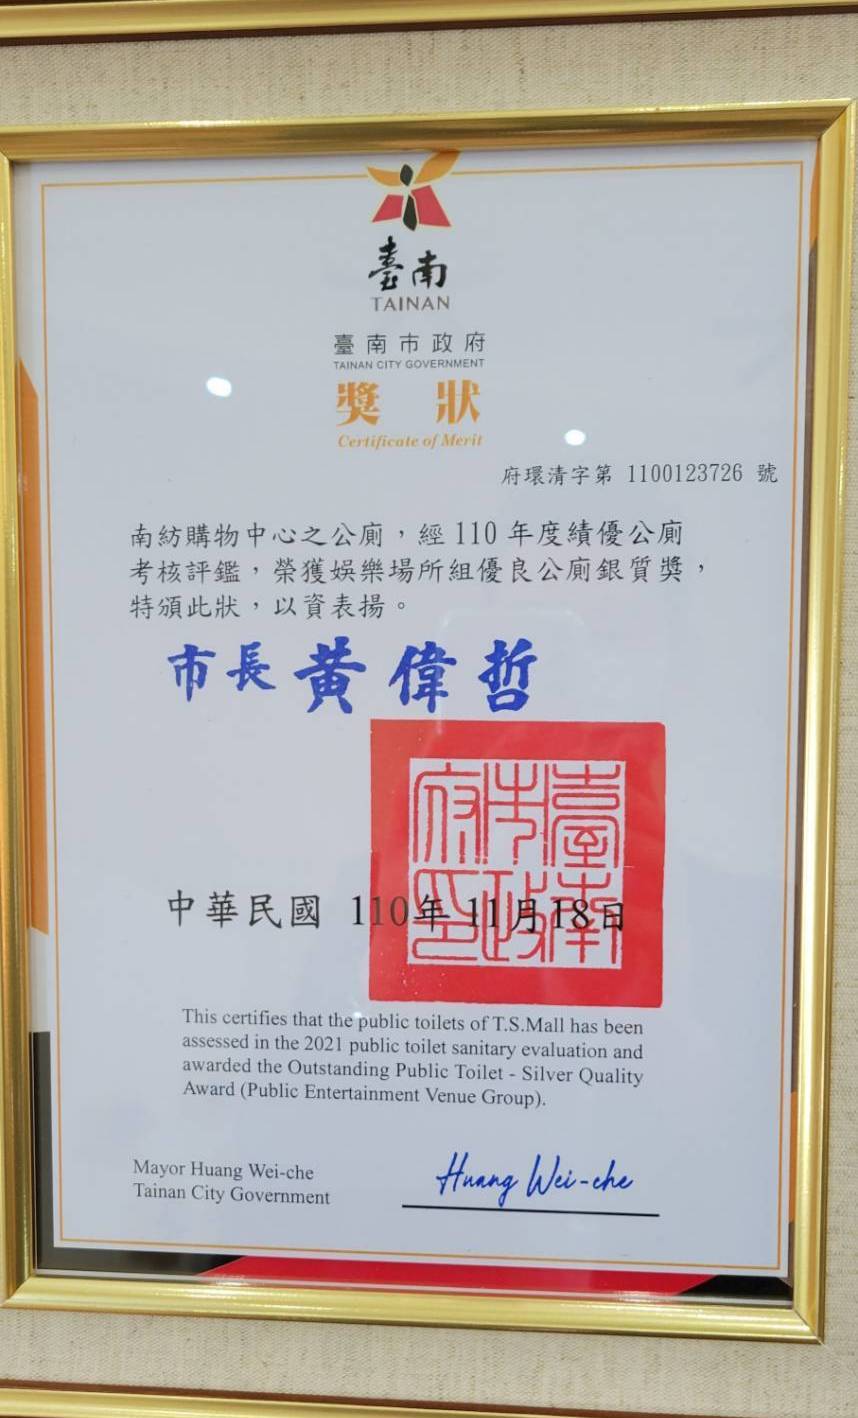 臺南
TAINAN
臺南市政府
TAINAN CITY GOVERNMENT
獎狀
Certificate of Merit
府環清字第 1100123726 號
南紡購物中心之公廁，經 110 年度績優公廁
考核評鑑，榮獲娛樂場所組優良公廁銀質獎，
特頒此狀，以資表揚。
市長 黃偉哲
臺南市政府印
中華民國 110年 11月 18日
This certifies that the public toilets of T.S.Mall has been
assessed in the 2021 public toilet sanitary evaluation and
awarded the Outstanding Public Toilet - Silver Quality
Award (Public Entertainment Venue Group).
Mayor Huang Wei-che
Tainan City Government
Huang Wei-che